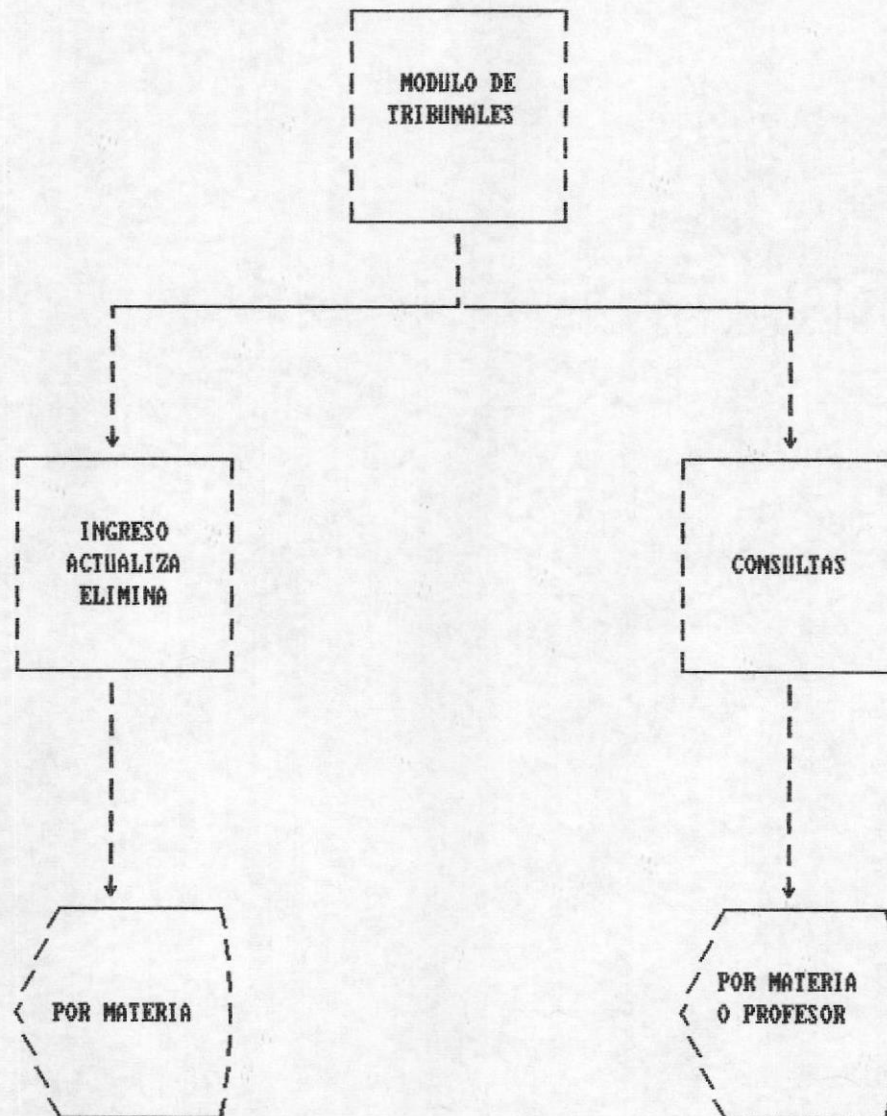 MODULO DE
TRIBUNALES
INGRESO
ACTUALIZA
ELIMINA
CONSULTAS
POR MATERIA
POR MATERIA
O PROFESOR